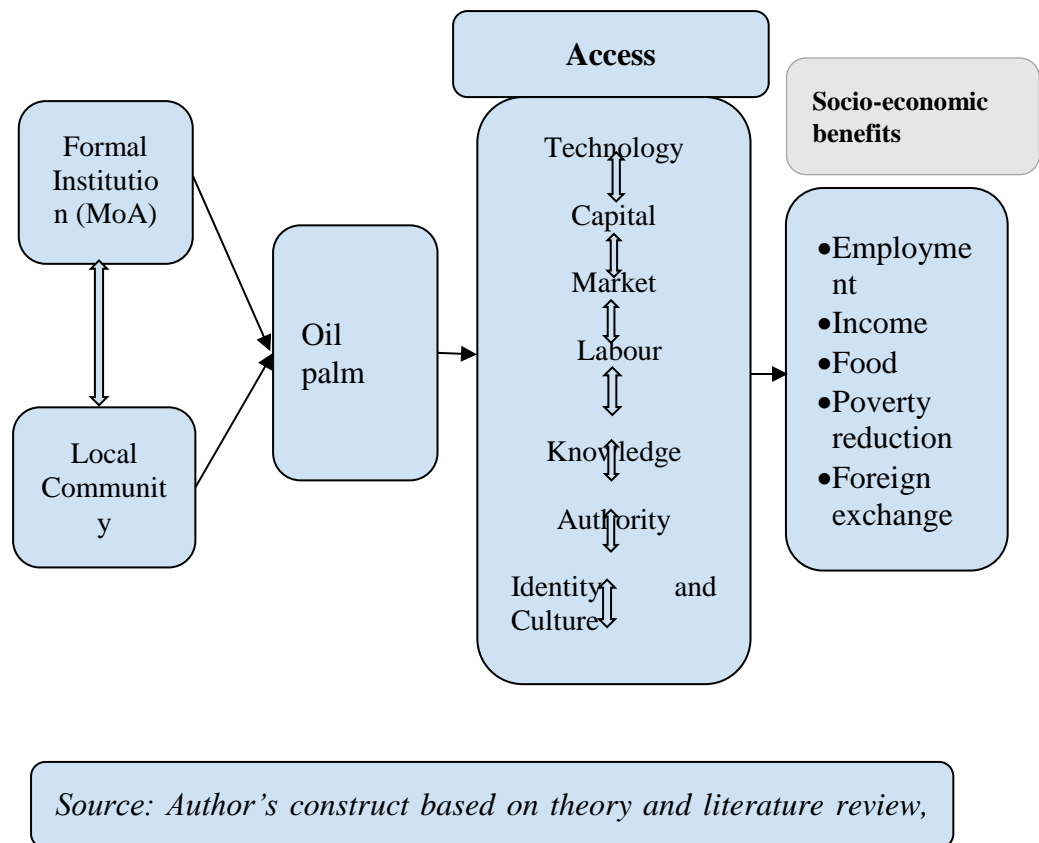 Access
Socio-economic
benefits
Formal
Institutio
n (MoA)
Local
Communit
y
Oil
palm
Technology
Capital
Market
Labour
Knowledge
Authority
Identity and
Culture
•Employme
nt
•Income
•Food
•Poverty
reduction
•Foreign
exchange
Source: Author’s construct based on theory and literature review,